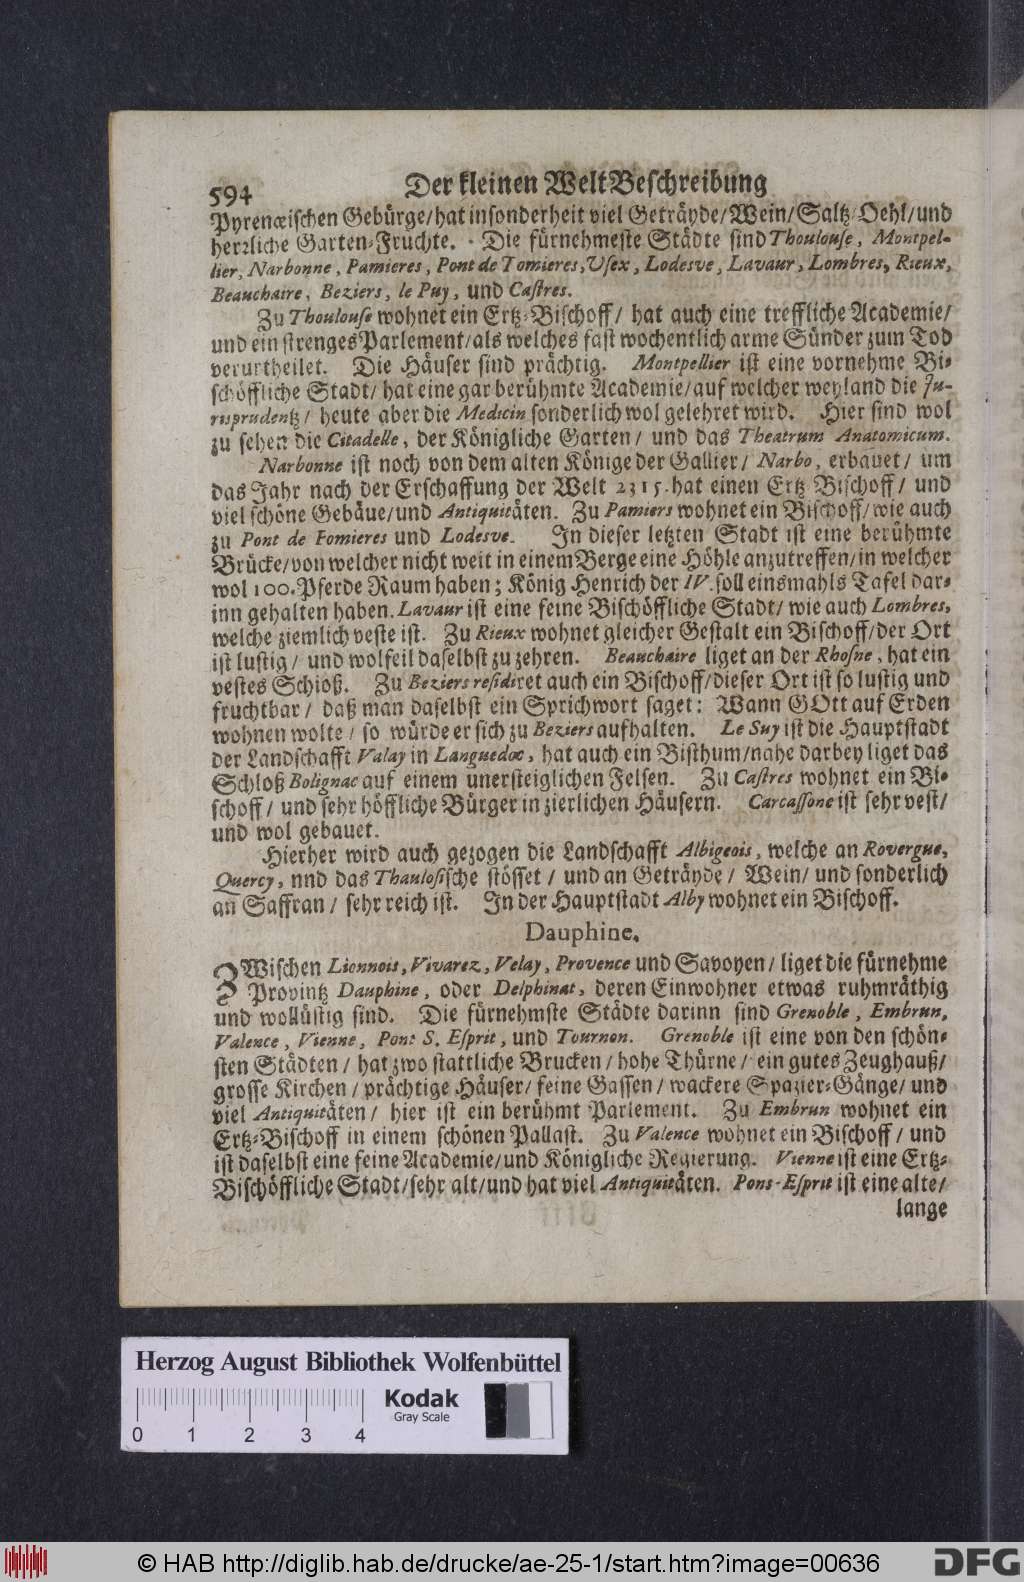 594 Der kleinen WeltBeschreibung
Pyrenæischen Gebürge/hat insonderheit viel Geträyde/Wein/Saltz/Oehl/und
herzliche Garten-Fruchte. Die fürnehmeste Städte sind Thoulouse, Montpel-
lier, Narbonne, Pamieres, Pont de Tomieres, Usex, Lodesve, Lavaur, Lombres, Rieux,
Beauchaire, Beziers, le Puy, und Castres.
Zu Thoulouse wohnet ein Ertz-Bischoff/ hat auch eine treffliche Academie/
und ein strenges Parlement/als welches fast wochentlich arme Sünder zum Tod
verurtheilet. Die Häuser sind prächtig. Montpellier ist eine vornehme Bi-
schöffliche Stadt/ hat eine gar berühmte Academie/auf welcher weyland die Ju-
risprudentz/ heute aber die Medicin sonderlich wol gelehret wird. Hier sind wol
zu sehen die Citadelle, der Königliche Garten/ und das Theatrum Anatomicum.
Narbonne ist noch von dem alten Könige der Gallier/ Narbo, erbauet/ um
das Jahr nach der Erschaffung der Welt 2315. hat einen Ertz Bischoff/ und
viel schöne Gebäue/und Antiquitäten. Zu Pamiers wohnet ein Bischoff/wie auch
zu Pont de Fomieres und Lodesve. In dieser letzten Stadt ist eine berühmte
Brücke/von welcher nicht weit in einem Berge eine Höhle anzutreffen/in welcher
wol 100. Pferde Raum haben; König Henrich der IV. soll einsmahls Tafel dar-
inn gehalten haben. Lavaur ist eine feine Bischöffliche Stadt/ wie auch Lombres,
welche ziemlich veste ist. Zu Rieux wohnet gleicher Gestalt ein Bischoff/der Ort
ist lustig/ und wolfeil daselbst zu zehren. Beauchaire liget an der Rhosne, hat ein
vestes Schloß. Zu Beziers residiret auch ein Bischoff/dieser Ort ist so lustig und
fruchtbar/ daß man daselbst ein Sprichwort saget: Wann GOtt auf Erden
wohnen wolte/ so würde er sich zu Beziers aufhalten. Le Suy ist die Hauptstadt
der Landschafft Valay in Languedoc, hat auch ein Bisthum/nahe darbey liget das
Schloß Bolignac auf einem unersteiglichen Felsen. Zu Castres wohnet ein Bi-
schoff/ und sehr höffliche Bürger in zierlichen Häusern. Carcassone ist sehr vest/
und wol gebauet.
Hierher wird auch gezogen die Landschafft Albigeois, welche an Rovergue,
Quercy, nnd das Thaulosische stösset/ und an Geträyde/ Wein/ und sonderlich
an Saffran/ sehr reich ist. In der Hauptstadt Alby wohnet ein Bischoff.
Dauphine.
ZWischen Lionnois, Vivarez, Velay, Provence und Savoyen/ liget die fürnehme
Provintz Dauphine, oder Delphinat, deren Einwohner etwas ruhmräthig
und wollüstig sind. Die fürnehmste Städte darinn sind Grenoble, Embrun,
Valence, Vienne, Pont S. Esprit, und Tournon. Grenoble ist eine von den schön-
sten Städten/ hat zwo stattliche Brucken/ hohe Thürne/ ein gutes Zeughauß/
grosse Kirchen/ prächtige Häuser/ feine Gassen/ wackere Spazier-Gänge/ und
viel Antiquitäten/ hier ist ein berühmt Parlement. Zu Embrun wohnet ein
Ertz-Bischoff in einem schönen Pallast. Zu Valence wohnet ein Bischoff/ und
ist daselbst eine feine Academie/und Königliche Regierung. Vienne ist eine Ertz-
Bischöffliche Stadt/sehr alt/und hat viel Antiquitäten. Pons-Esprit ist eine alte/
lange
Herzog August Bibliothek Wolfenbüttel
Kodak
Gray Scale
0 1 2 3 4
© HAB http://diglib.hab.de/drucke/ae-25-1/start.htm?image=00636
DFG